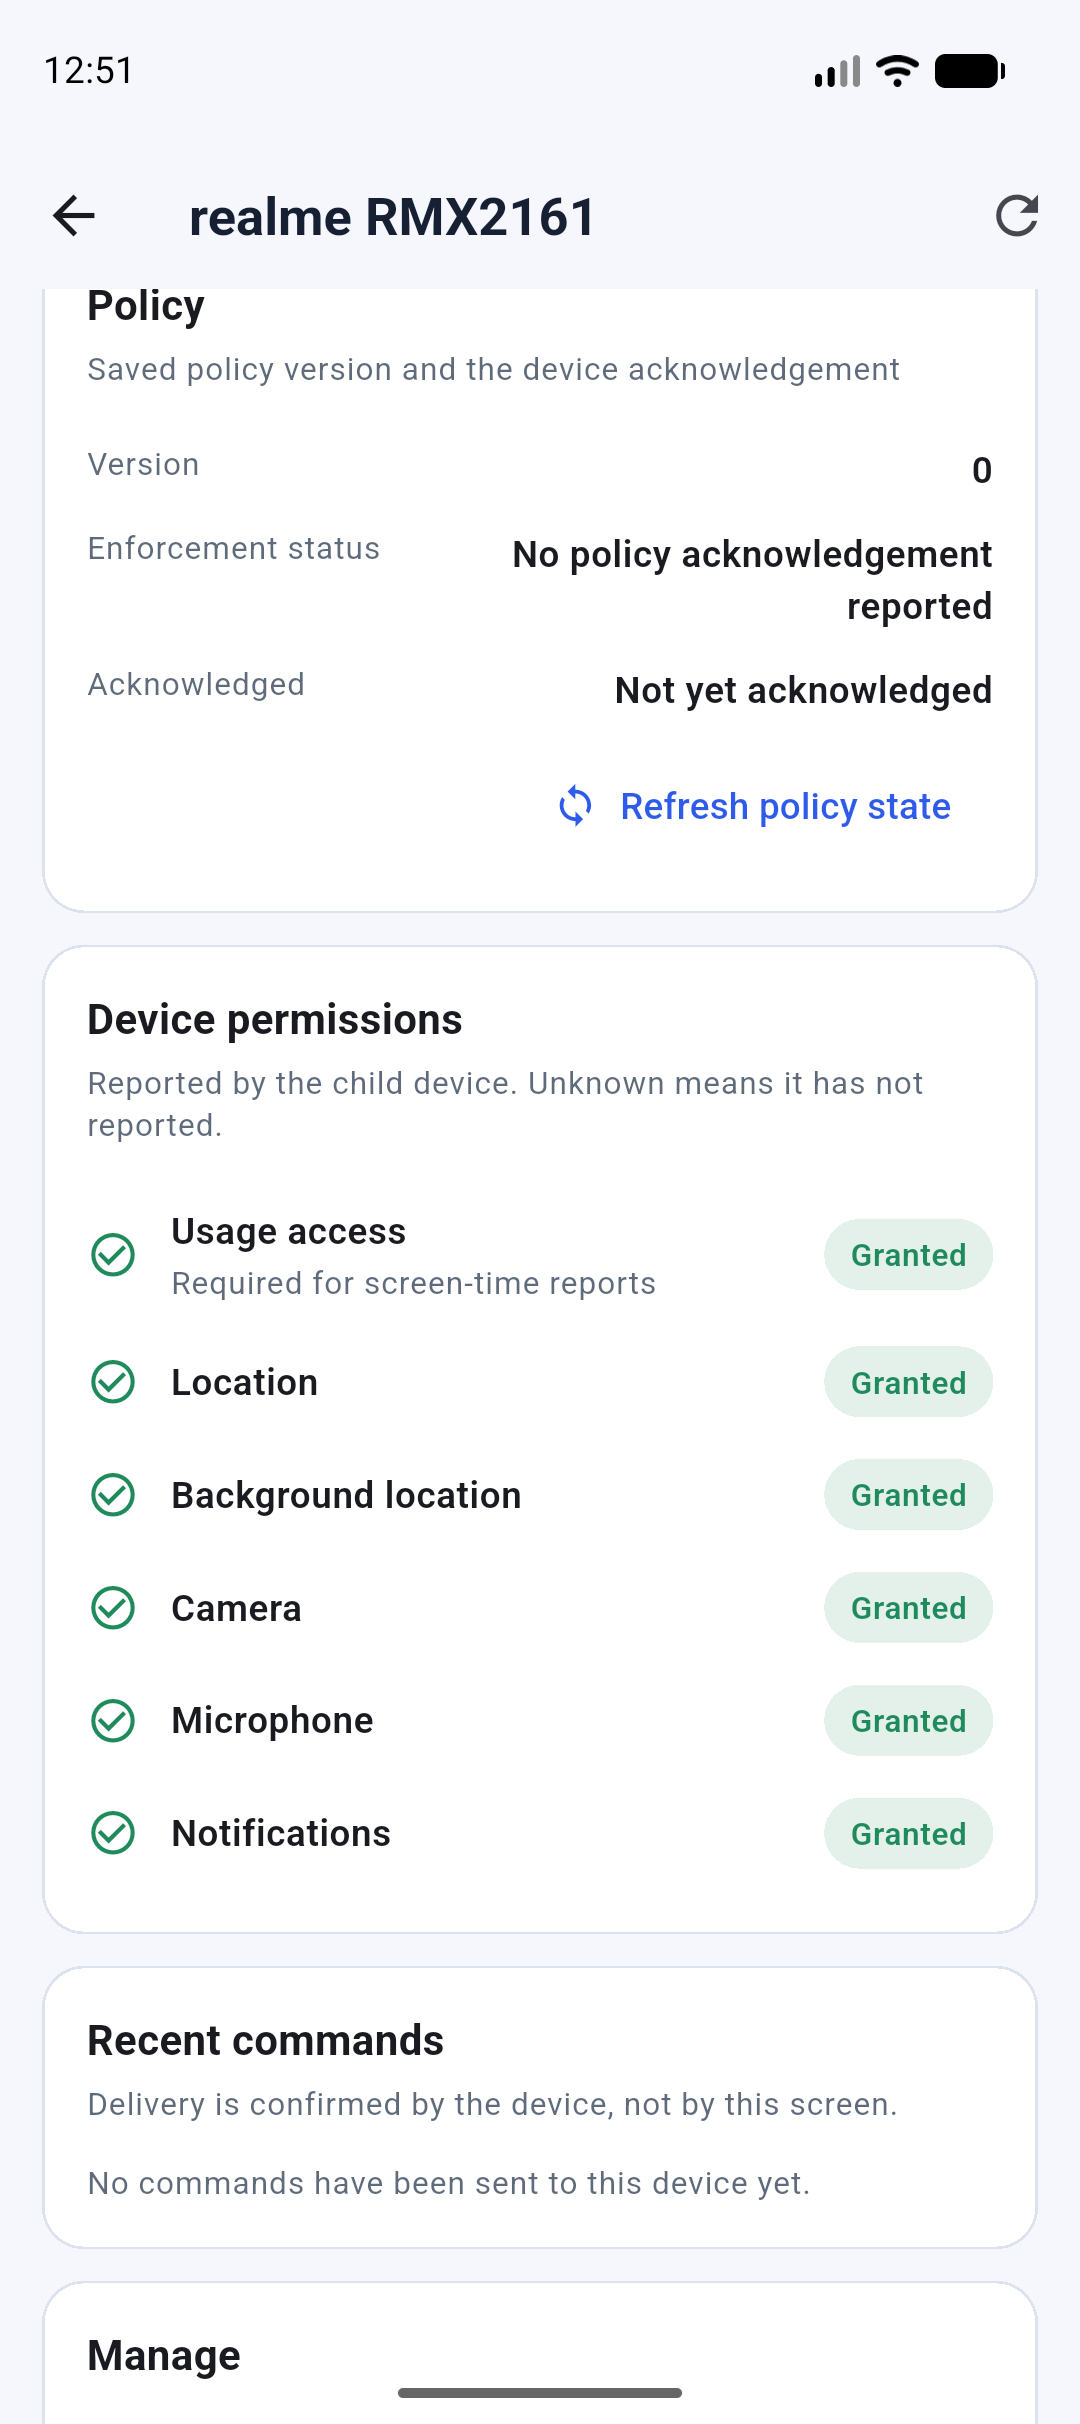 12:51
realme RMX2161
Policy
Saved policy version and the device acknowledgement
Version
0
Enforcement status
No policy acknowledgement
reported
Acknowledged
Not yet acknowledged
Refresh policy state
Device permissions
Reported by the child device. Unknown means it has not
reported.
Usage access
Required for screen-time reports
Granted
Location
Granted
Background location
Granted
Camera
Granted
Microphone
Granted
Notifications
Granted
Recent commands
Delivery is confirmed by the device, not by this screen.
No commands have been sent to this device yet.
Manage